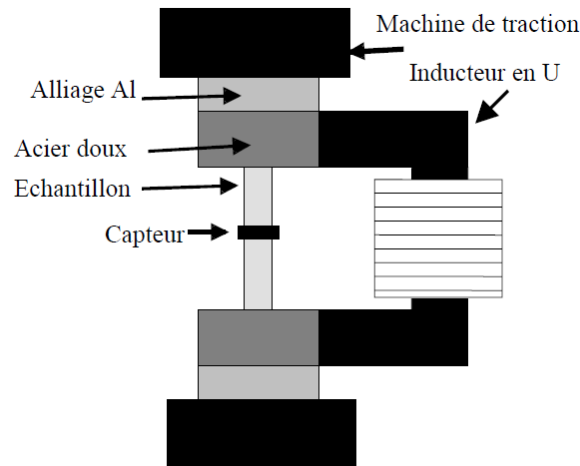 Machine de traction
Inducteur en U
Alliage Al
Acier doux
Echantillon
Capteur